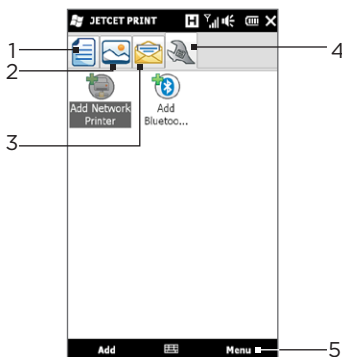 JETCET PRINT H
1
2
3
4
Add Network
Printer
Add
Bluetoo...
Add Menu
5